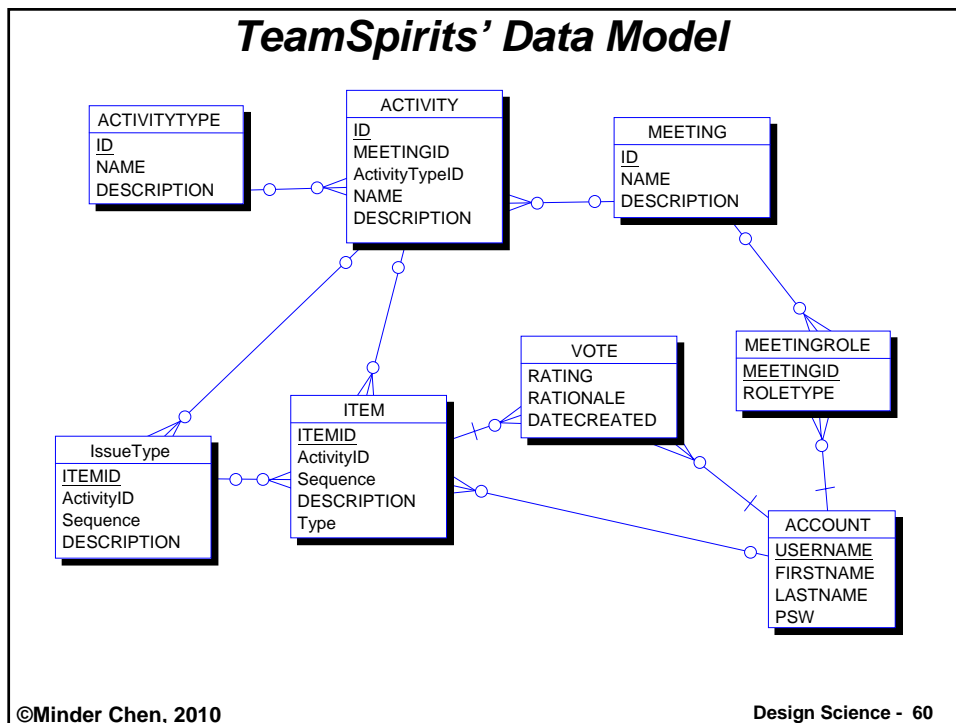 TeamSpirits' Data Model
ACTIVITYTYPE
ID
NAME
DESCRIPTION
ACTIVITY
ID
MEETINGID
ActivityTypeID
NAME
DESCRIPTION
MEETING
ID
NAME
DESCRIPTION
VOTE
RATING
RATIONALE
DATECREATED
MEETINGROLE
MEETINGID
ROLETYPE
IssueType
ITEMID
ActivityID
Sequence
DESCRIPTION
ITEM
ITEMID
ActivityID
Sequence
DESCRIPTION
Type
ACCOUNT
USERNAME
FIRSTNAME
LASTNAME
PSW
©Minder Chen, 2010
Design Science - 60